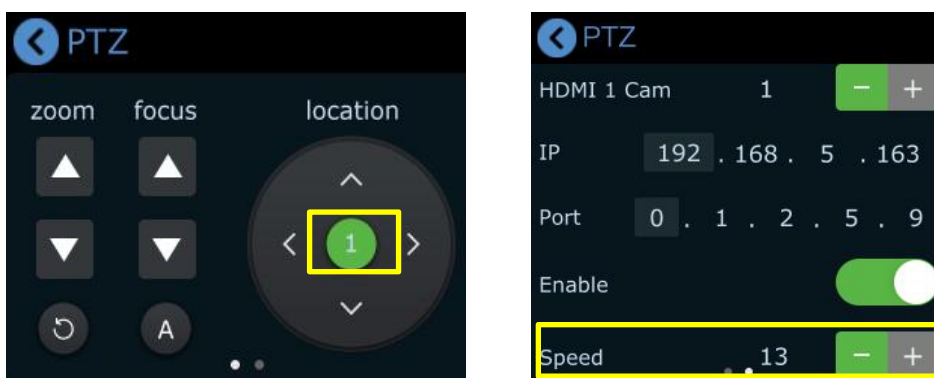 PTZ
zoom focus location
1
A
PTZ
HDMI 1 Cam 1 - +
IP 192 . 168 . 5 . 163
Port 0 . 1 . 2 . 5 . 9
Enable
Speed 13 - +